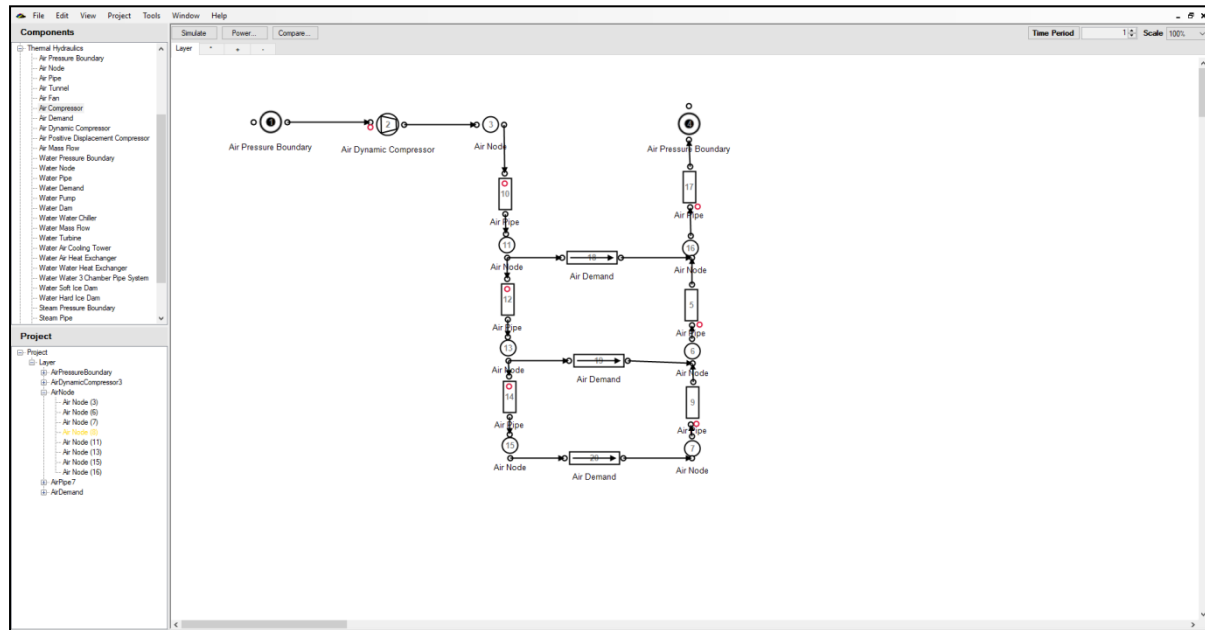 File Edit View Project Tools Window Help
Components
Simulate Power... Compare... Time Period 1 Scale 100%
Layer * + -
Thermal Hydraulics
Air Pressure Boundary
Air Node
Air Pipe
Air Tunnel
Air Fan
Air Compressor
Air Demand
Air Dynamic Compressor
Air Positive Displacement Compressor
Air Mass Flow
Water Pressure Boundary
Water Node
Water Pipe
Water Demand
Water Pump
Water Dam
Water Water Chiller
Water Mass Flow
Water Turbine
Water Air Cooling Tower
Water Air Heat Exchanger
Water Water Heat Exchanger
Water Water 3 Chamber Pipe System
Water Soft Ice Dam
Water Hard Ice Dam
Steam Pressure Boundary
Steam Pipe
Project
Project
Layer
AirPressureBoundary
AirDynamicCompressor3
AirNode
Air Node (3)
Air Node (6)
Air Node (7)
Air Node (11)
Air Node (13)
Air Node (15)
Air Node (16)
AirPipe7
AirDemand
1 2 3 4
Air Pressure Boundary Air Dynamic Compressor Air Node Air Pressure Boundary
10 17
Air Pipe Air Pipe
11 18 16
Air Node Air Demand Air Node
12 5
Air Pipe Air Pipe
13 19 6
Air Node Air Demand Air Node
14 9
Air Pipe Air Pipe
15 20 7
Air Node Air Demand Air Node